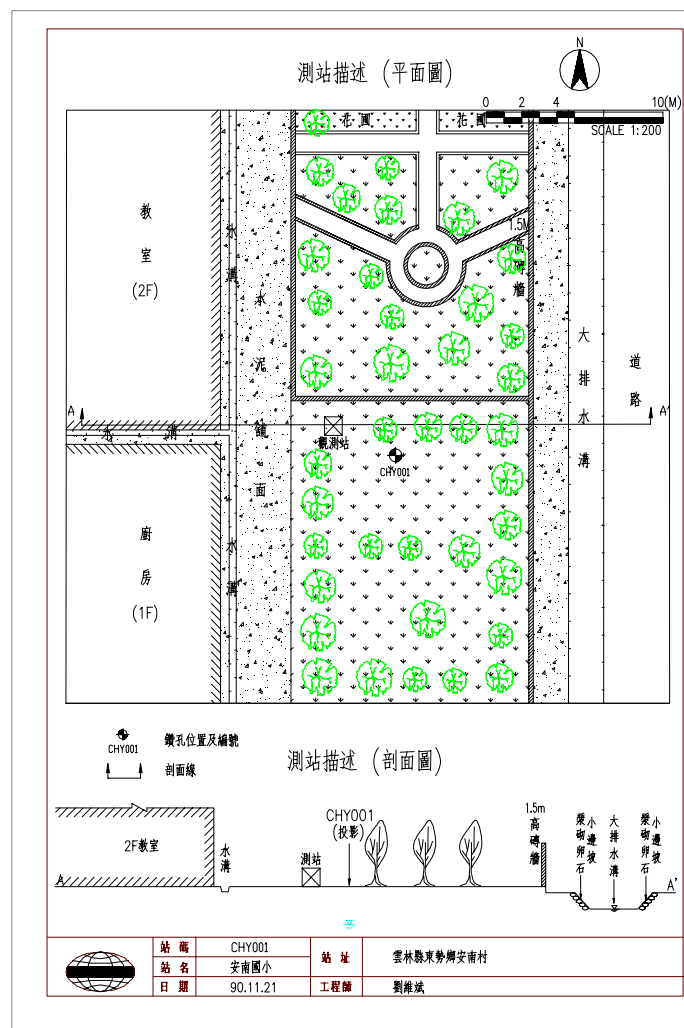 測站描述 (平面圖)
N
0 2 4 10(M)
SCALE 1:200
花圃 花圃
教室
(2F)
水溝
水泥鋪面
1.5M
高磚牆
大排水溝
道路
A A'
水溝
觀測站
CHY001
廚房
(1F)
水溝
CHY001 鑽孔位置及編號
剖面線
測站描述 (剖面圖)
2F教室
水溝
測站
CHY001
(投影)
1.5m
高磚牆
小邊坡
漿砌卵石
大排水溝
小邊坡
漿砌卵石
A A'
站 碼 CHY001
站 名 安南國小
日 期 90.11.21
站 址 雲林縣東勢鄉安南村
工程師 劉維斌